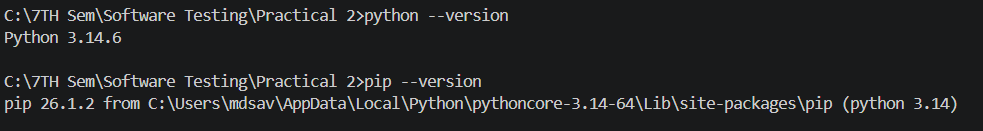 C:\7TH Sem\Software Testing\Practical 2>python --version
Python 3.14.6
C:\7TH Sem\Software Testing\Practical 2>pip --version
pip 26.1.2 from C:\Users\mdsav\AppData\Local\Python\pythoncore-3.14-64\Lib\site-packages\pip (python 3.14)